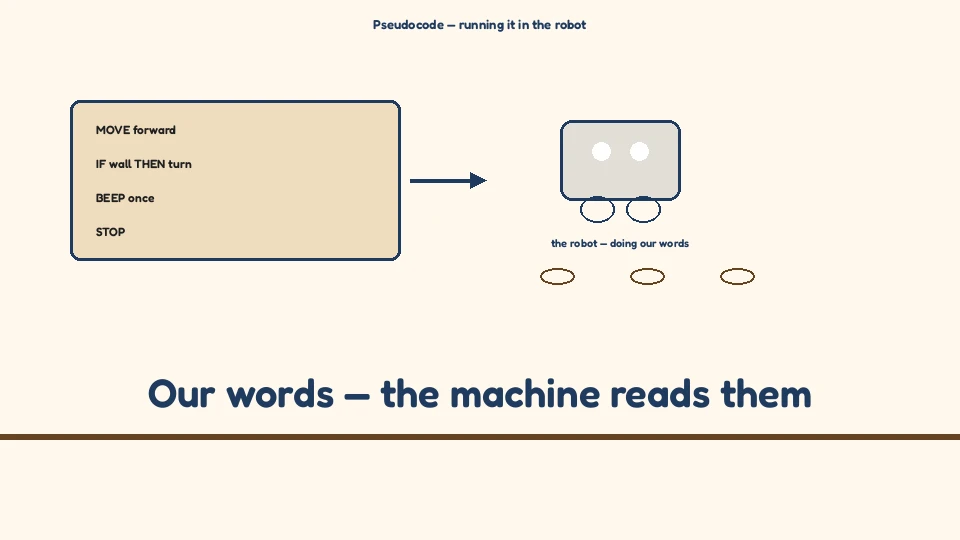 Pseudocode — running it in the robot
MOVE forward
IF wall THEN turn
BEEP once
STOP
the robot — doing our words
Our words — the machine reads them